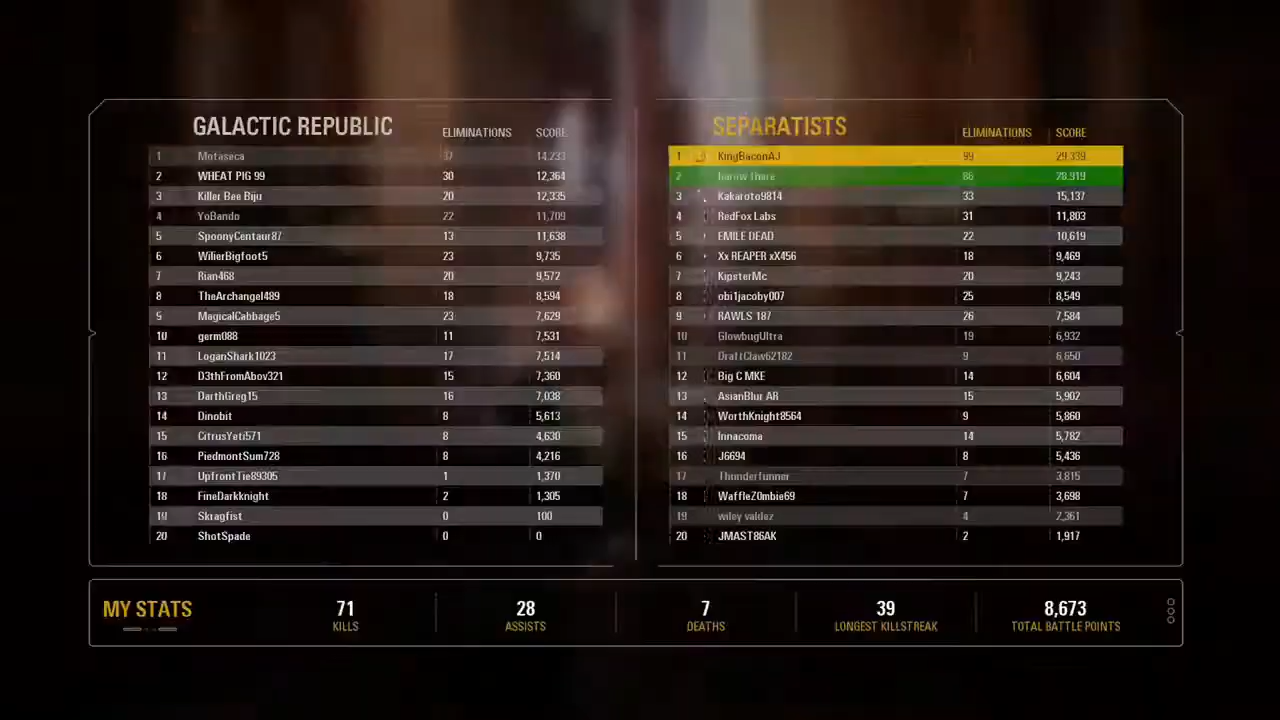 GALACTIC REPUBLIC ELIMINATIONS SCORE
1 Motaseca 37 14,233
2 WHEAT PIG 99 30 12,364
3 Killer Bee Biju 20 12,335
4 YoBando 22 11,709
5 SpoonyCentaur87 13 11,638
6 WilierBigfoot5 23 9,735
7 Rian468 20 9,572
8 TheArchangel489 18 8,594
9 MagicalCabbage5 23 7,629
10 germ088 11 7,531
11 LoganShark1023 17 7,514
12 D3thFromAbov321 15 7,360
13 DarthGreg15 16 7,038
14 Dinobit 8 5,613
15 CitrusYeti571 8 4,630
16 PiedmontSum728 8 4,216
17 UpfrontTie89305 1 1,370
18 FineDarkknight 2 1,305
19 Skragfist 0 100
20 ShotSpade 0 0
SEPARATISTS ELIMINATIONS SCORE
1 KingBaconAJ 99 29,339
2 86 28,919
3 Kakaroto9814 33 15,137
4 RedFox Labs 31 11,803
5 EMILE DEAD 22 10,619
6 Xx REAPER xX456 18 9,469
7 KipsterMc 20 9,243
8 obi1jacoby007 25 8,549
9 RAWLS 187 26 7,584
10 GlowbugUltra 19 6,932
11 DraftClaw62182 9 6,650
12 Big C MKE 14 6,604
13 AsianBlur AR 15 5,902
14 WorthKnight8564 9 5,860
15 Innacoma 14 5,782
16 J6694 8 5,436
17 Thunderfunner 7 3,815
18 WaffleZ0mbie69 7 3,698
19 wiley valdez 4 2,361
20 JMAST86AK 2 1,917
MY STATS
71 KILLS
28 ASSISTS
7 DEATHS
39 LONGEST KILLSTREAK
8,673 TOTAL BATTLE POINTS